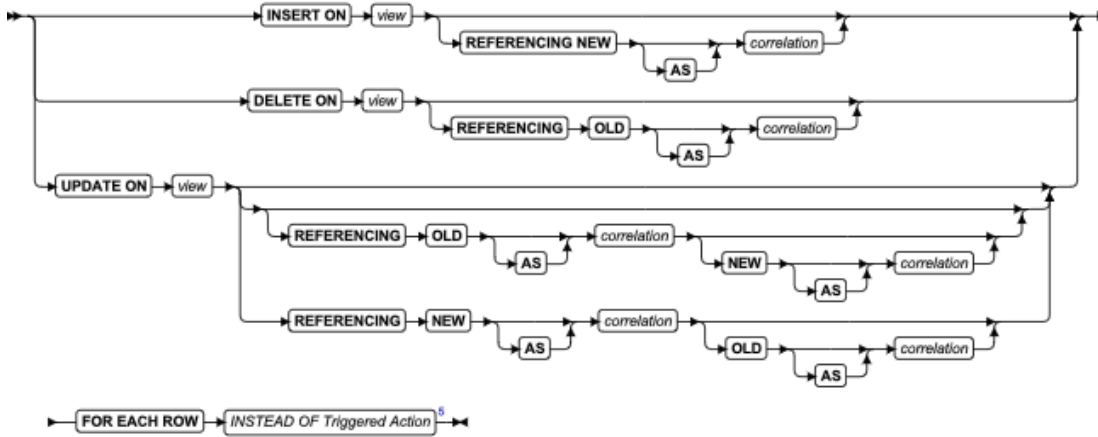 INSERT ON view
REFERENCING NEW correlation
AS
DELETE ON view
REFERENCING OLD correlation
AS
UPDATE ON view
REFERENCING OLD correlation
AS NEW correlation
AS
REFERENCING NEW correlation
AS OLD correlation
AS
FOR EACH ROW INSTEAD OF Triggered Action 5